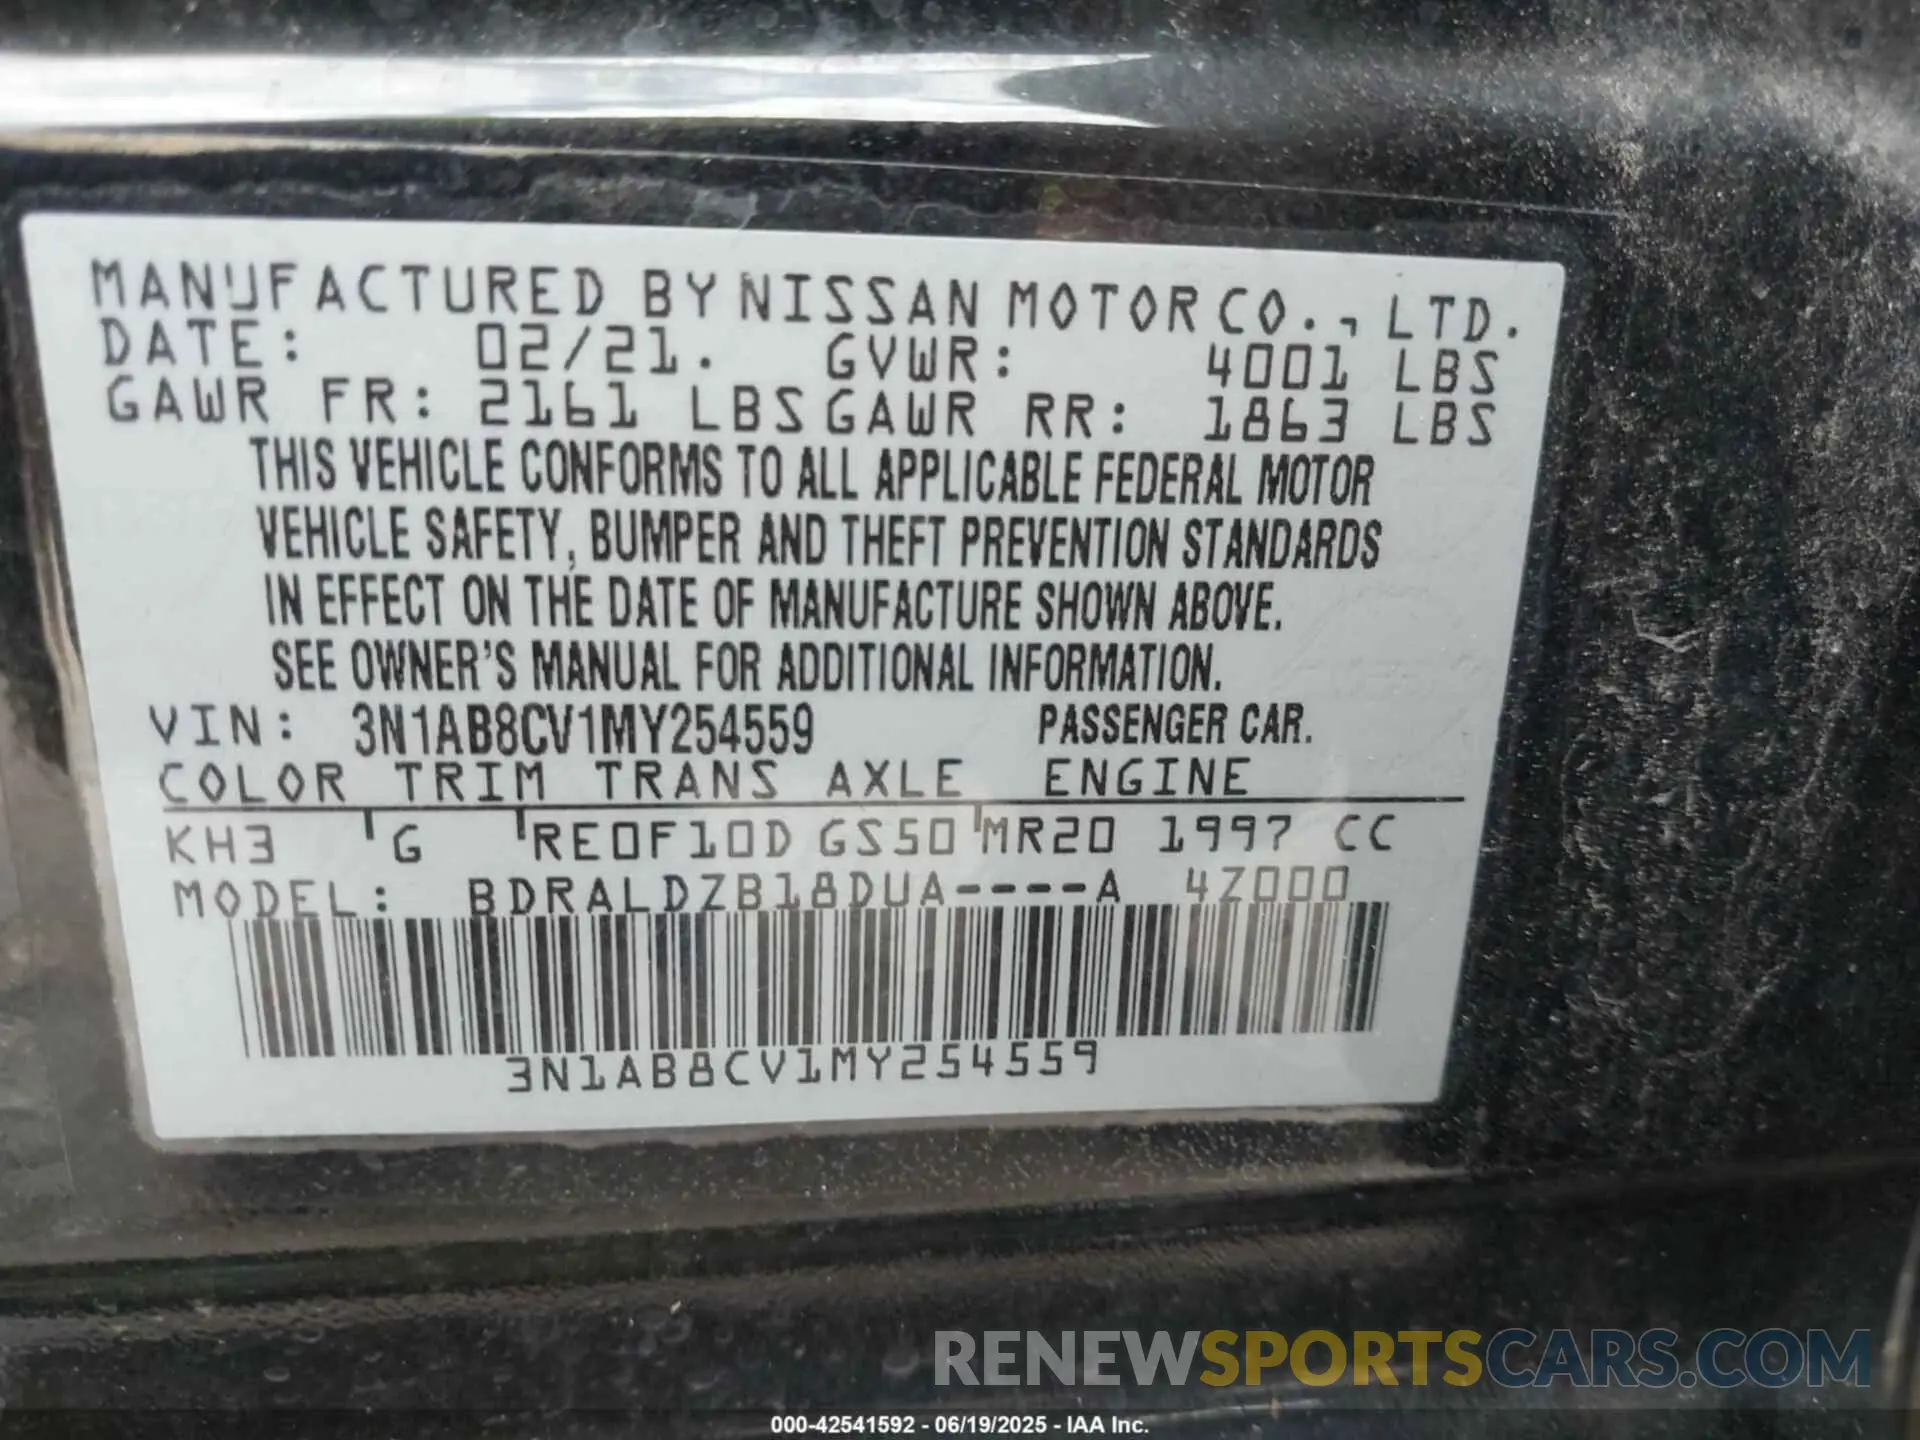 MANUFACTURED BY NISSAN MOTOR CO., LTD.
DATE: 02/21. GVWR: 4001 LBS
GAWR FR: 2161 LBS GAWR RR: 1863 LBS
THIS VEHICLE CONFORMS TO ALL APPLICABLE FEDERAL MOTOR
VEHICLE SAFETY, BUMPER AND THEFT PREVENTION STANDARDS
IN EFFECT ON THE DATE OF MANUFACTURE SHOWN ABOVE.
SEE OWNER'S MANUAL FOR ADDITIONAL INFORMATION.
VIN: 3N1AB8CV1MY254559 PASSENGER CAR.
COLOR TRIM TRANS AXLE ENGINE
KH3 G RE0F10D GS50 MR20 1997 CC
MODEL: BDRALDZB18DUA----A 4Z000
3N1AB8CV1MY254559
RENEWSPORTSCARS.COM
000-42541592 - 06/19/2025 - IAA Inc.